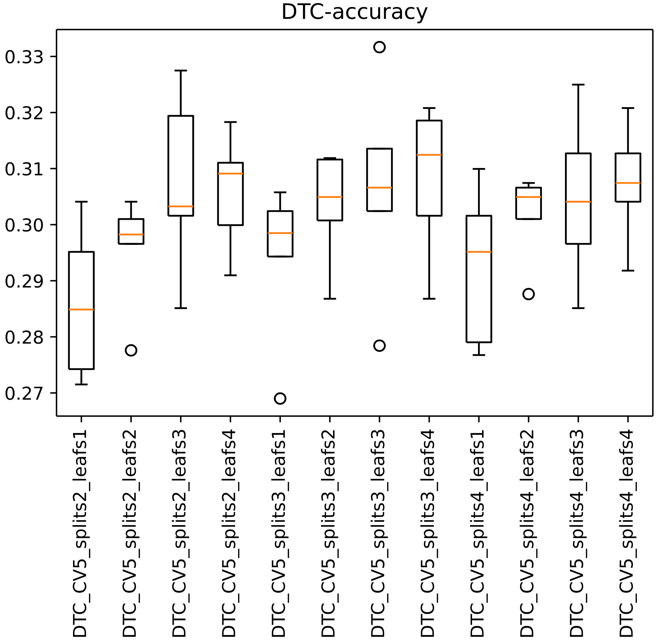 DTC-accuracy
0.33
0.32
0.31
0.30
0.29
0.28
0.27
DTC_CV5_splits2_leafs1
DTC_CV5_splits2_leafs2
DTC_CV5_splits2_leafs3
DTC_CV5_splits2_leafs4
DTC_CV5_splits3_leafs1
DTC_CV5_splits3_leafs2
DTC_CV5_splits3_leafs3
DTC_CV5_splits3_leafs4
DTC_CV5_splits4_leafs1
DTC_CV5_splits4_leafs2
DTC_CV5_splits4_leafs3
DTC_CV5_splits4_leafs4